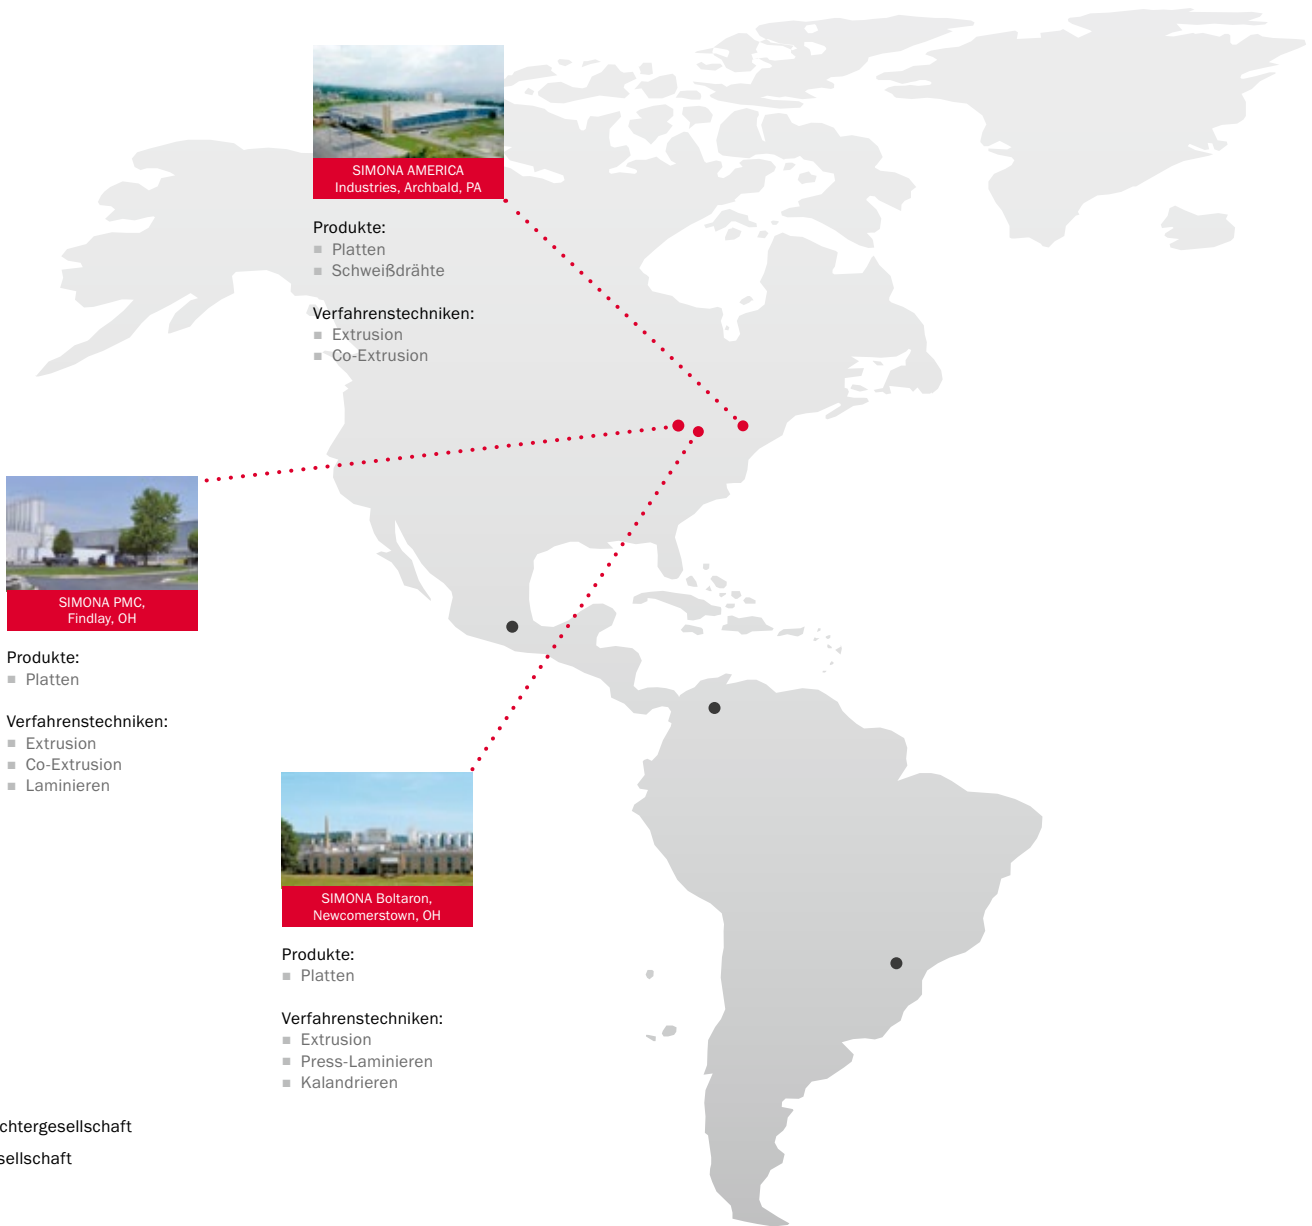 SIMONA AMERICA
Industries, Archbald, PA
Produkte:
Platten
Schweißdrähte
Verfahrenstechniken:
Extrusion
Co-Extrusion
SIMONA PMC,
Findlay, OH
Produkte:
Platten
Verfahrenstechniken:
Extrusion
Co-Extrusion
Laminieren
SIMONA Boltaron,
Newcomerstown, OH
Produkte:
Platten
Verfahrenstechniken:
Extrusion
Press-Laminieren
Kalandrieren
chtergesellschaft
sellschaft